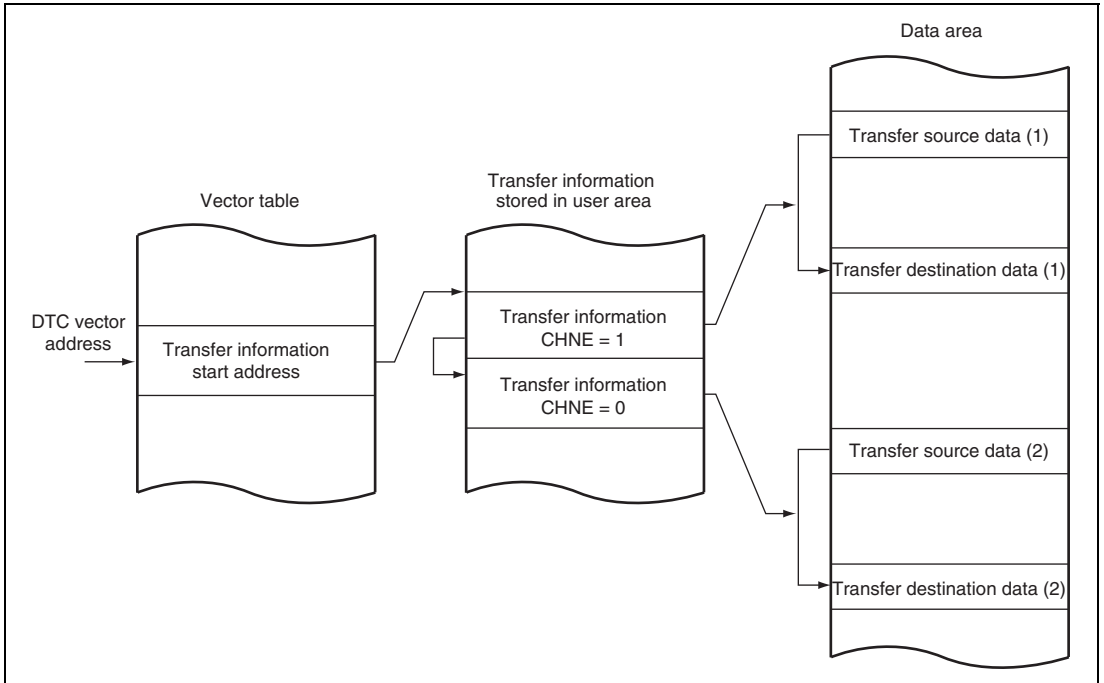 Data area
Transfer source data (1)
Transfer information
stored in user area
Vector table
Transfer destination data (1)
DTC vector
address
Transfer information
start address
Transfer information
CHNE = 1
Transfer information
CHNE = 0
Transfer source data (2)
Transfer destination data (2)